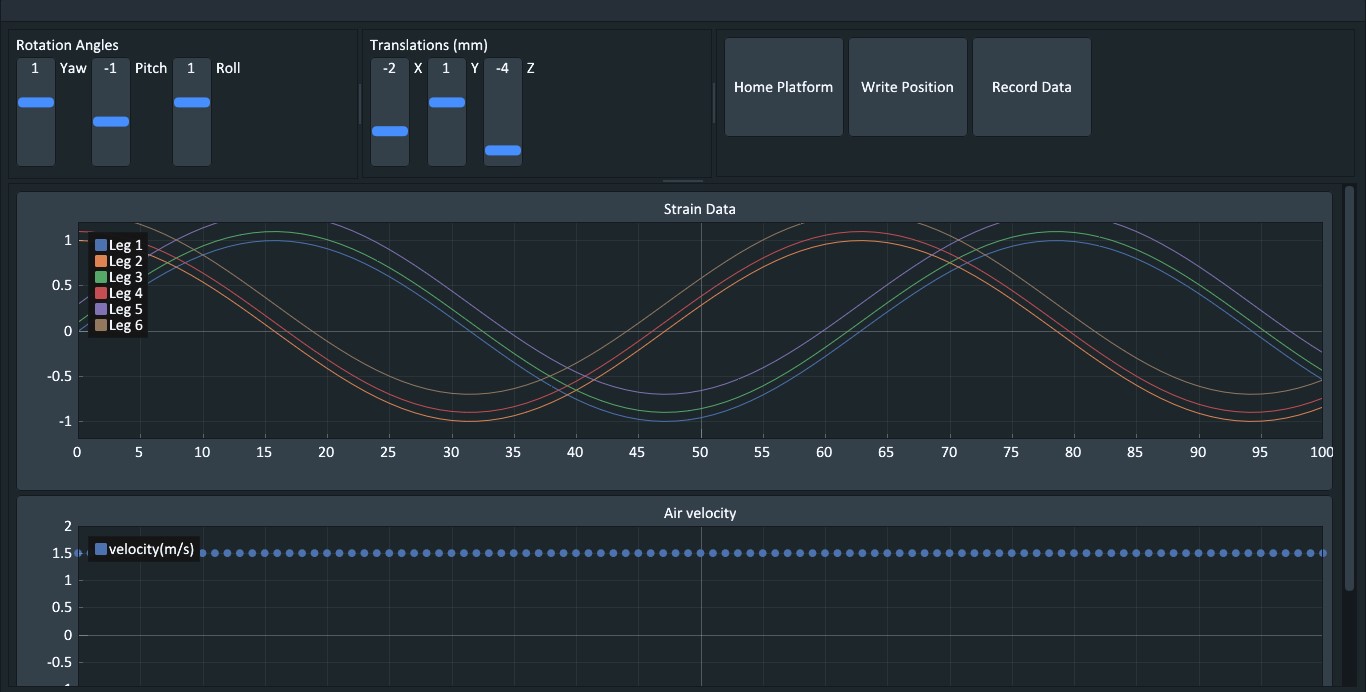 Rotation Angles
1 Yaw -1 Pitch 1 Roll
Translations (mm)
-2 X 1 Y -4 Z
Home Platform
Write Position
Record Data
Strain Data
1
0.5
0
-0.5
-1
Leg 1
Leg 2
Leg 3
Leg 4
Leg 5
Leg 6
0 5 10 15 20 25 30 35 40 45 50 55 60 65 70 75 80 85 90 95 100
Air velocity
2
1.5
1
0.5
0
-0.5
velocity(m/s)